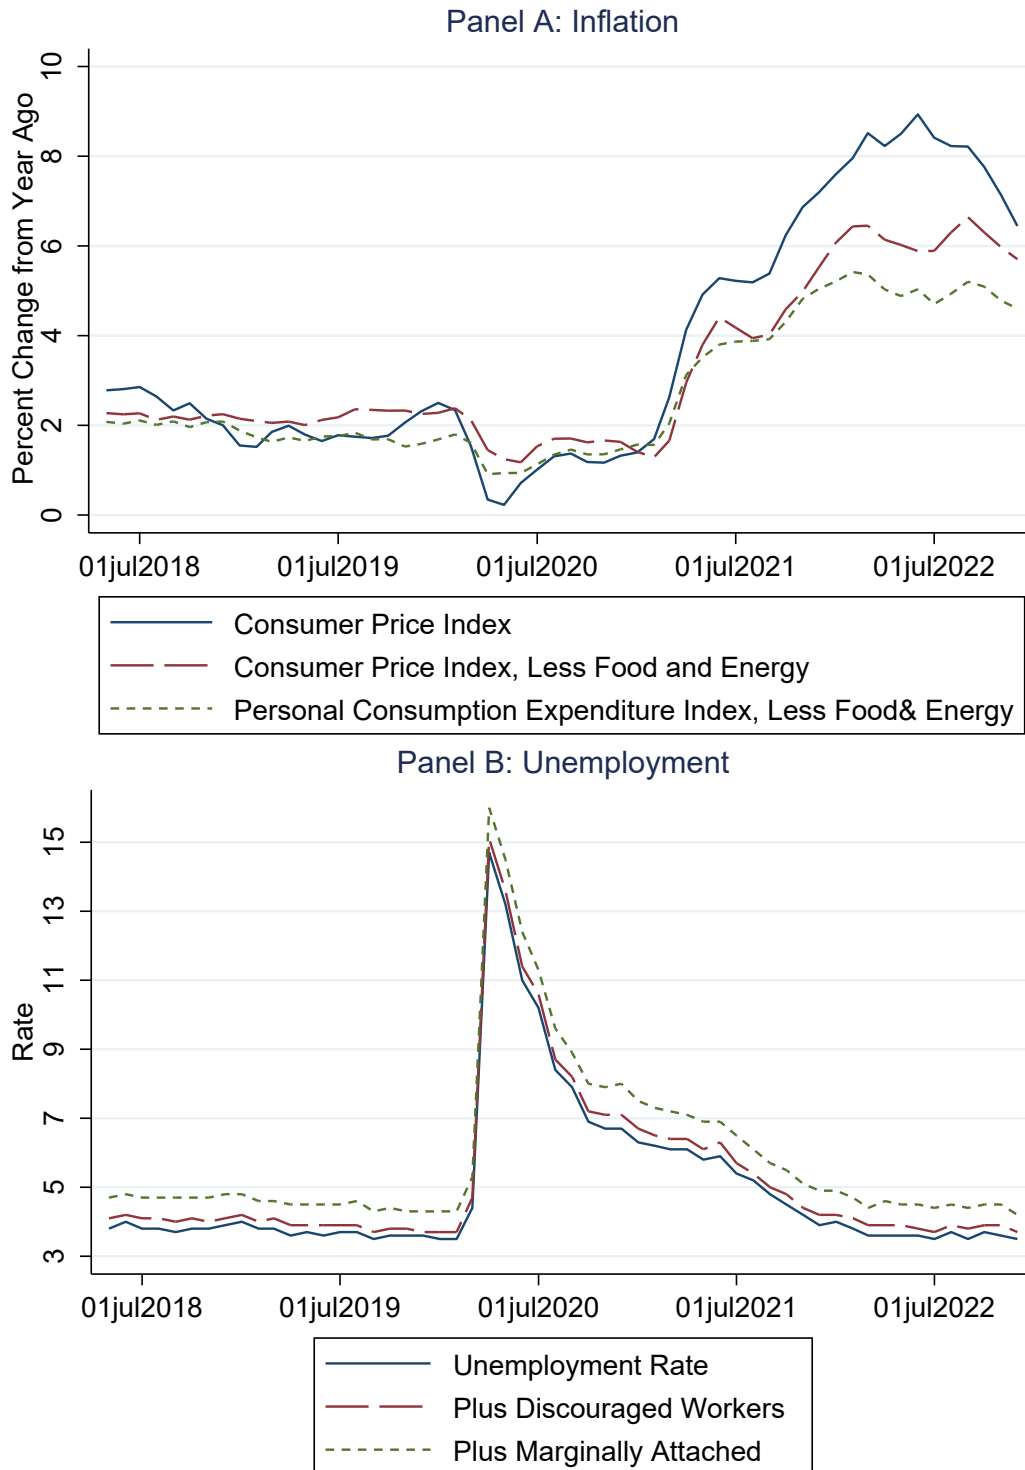 Panel A: Inflation
Percent Change from Year Ago
10
8
6
4
2
0
01jul2018 01jul2019 01jul2020 01jul2021 01jul2022
Consumer Price Index
Consumer Price Index, Less Food and Energy
Personal Consumption Expenditure Index, Less Food& Energy
Panel B: Unemployment
Rate
15
13
11
9
7
5
3
01jul2018 01jul2019 01jul2020 01jul2021 01jul2022
Unemployment Rate
Plus Discouraged Workers
Plus Marginally Attached